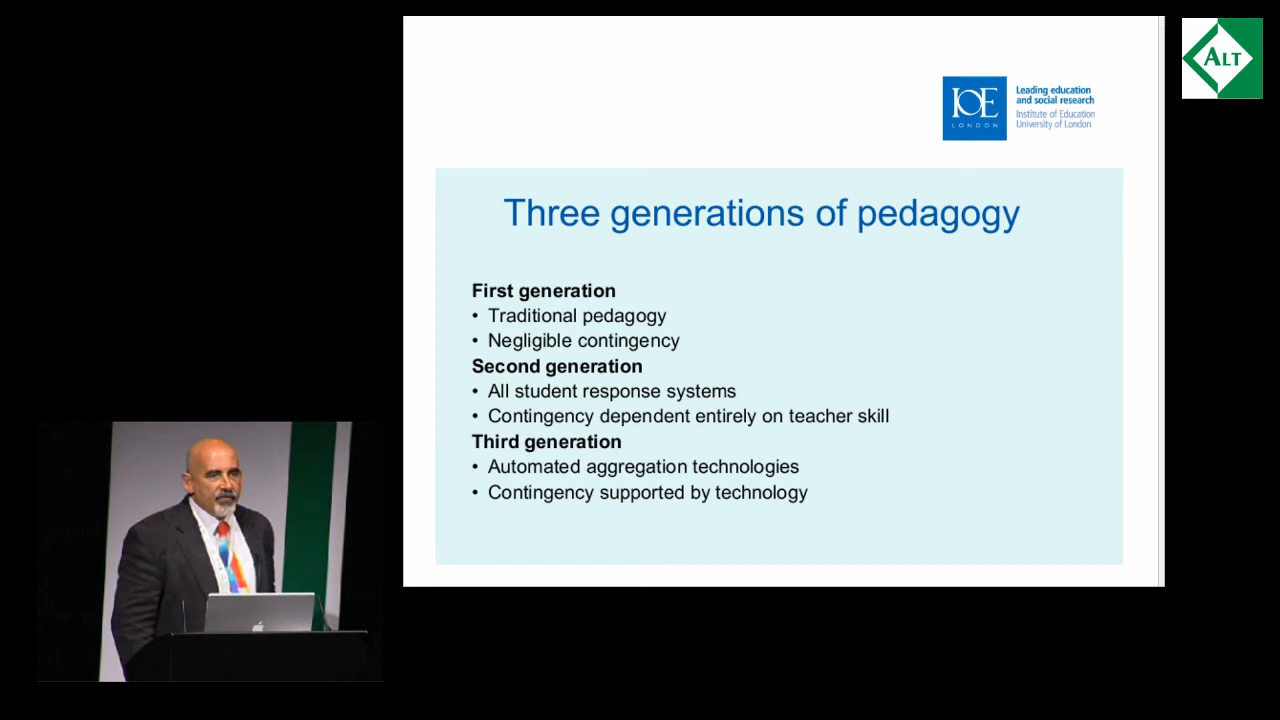 ALT
IOE
LONDON
Leading education
and social research
Institute of Education
University of London
Three generations of pedagogy
First generation
• Traditional pedagogy
• Negligible contingency
Second generation
• All student response systems
• Contingency dependent entirely on teacher skill
Third generation
• Automated aggregation technologies
• Contingency supported by technology